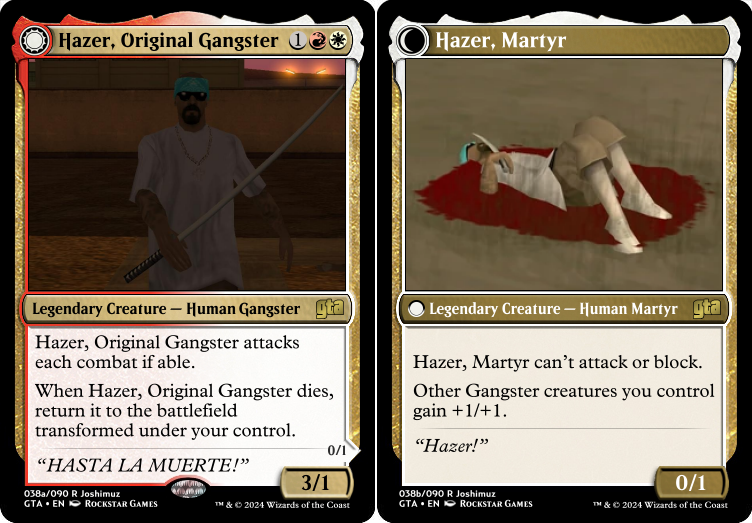 Hazer, Original Gangster 1
Legendary Creature — Human Gangster gta
Hazer, Original Gangster attacks
each combat if able.
When Hazer, Original Gangster dies,
return it to the battlefield
transformed under your control.
0/1
“HASTA LA MUERTE!”
3/1
038a/090 R Joshimuz
GTA • EN ROCKSTAR GAMES
™ & © 2024 Wizards of the Coast
Hazer, Martyr
Legendary Creature — Human Martyr gta
Hazer, Martyr can’t attack or block.
Other Gangster creatures you control
gain +1/+1.
“Hazer!”
0/1
038b/090 R Joshimuz
GTA • EN ROCKSTAR GAMES
™ & © 2024 Wizards of the Coast